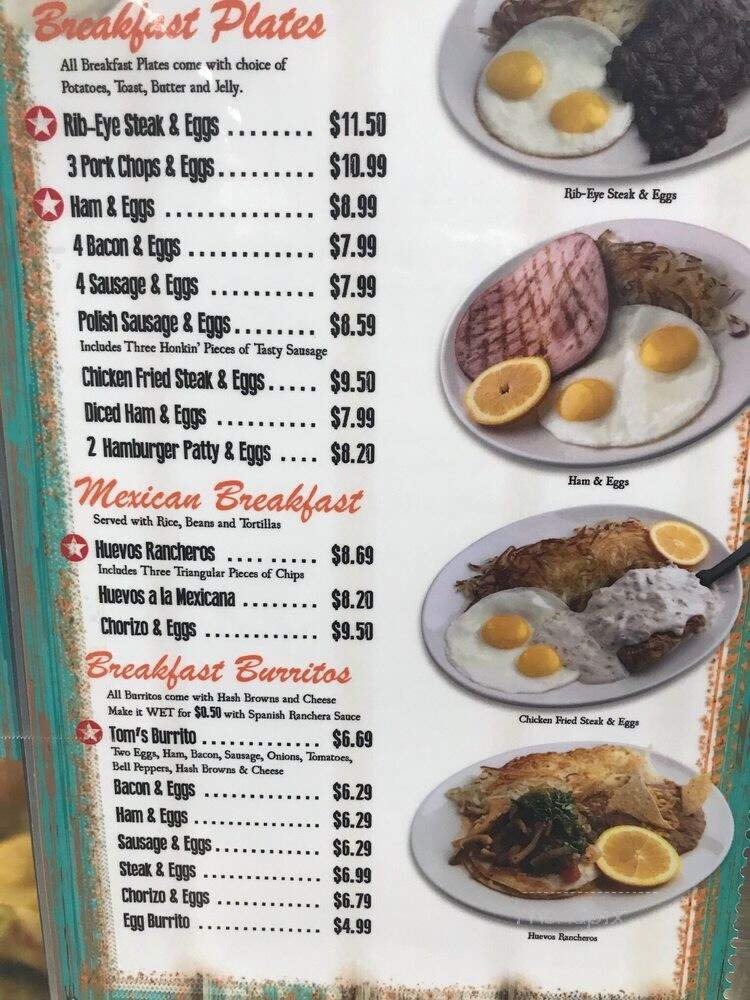 Breakfast Plates
All Breakfast Plates come with choice of
Potatoes, Toast, Butter and Jelly.
Rib-Eye Steak & Eggs ........ $11.50
3 Pork Chops & Eggs......... $10.99
Ham & Eggs .............. $8.99
4 Bacon & Eggs ............ $7.99
4 Sausage & Eggs .......... $7.99
Polish Sausage & Eggs........ $8.59
Includes Three Honkin' Pieces of Tasty Sausage
Chicken Fried Steak & Eggs..... $9.50
Diced Ham & Eggs .......... $7.99
2 Hamburger Patty & Eggs .... $8.20
Mexican Breakfast
Served with Rice, Beans and Tortillas
Huevos Rancheros .... ..... $8.69
Includes Three Triangular Pieces of Chips
Huevos a la Mexicana ........ $8.20
Chorizo & Eggs ............ $9.50
Breakfast Burritos
All Burritos come with Hash Browns and Cheese
Make it WET for $0.50 with Spanish Ranchera Sauce
Tom's Burrito ............. $6.69
Two Eggs, Ham, Bacon, Sausage, Onions, Tomatoes,
Bell Peppers, Hash Browns & Cheese
Bacon & Eggs ............. $6.29
Ham & Eggs .............. $6.29
Sausage & Eggs............ $6.29
Steak & Eggs ............. $6.99
Chorizo & Eggs ............ $6.79
Egg Burrito .............. $4.99
Rib-Eye Steak & Eggs
Ham & Eggs
Chicken Fried Steak & Eggs
Huevos Rancheros